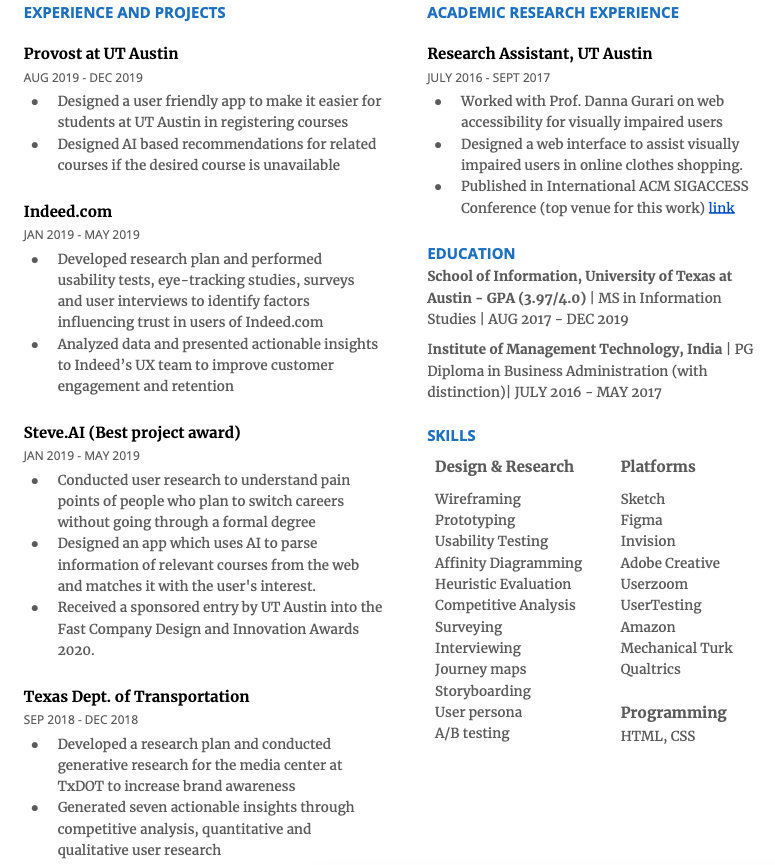 EXPERIENCE AND PROJECTS
Provost at UT Austin
AUG 2019 - DEC 2019
● Designed a user friendly app to make it easier for
students at UT Austin in registering courses
● Designed AI based recommendations for related
courses if the desired course is unavailable
Indeed.com
JAN 2019 - MAY 2019
● Developed research plan and performed
usability tests, eye-tracking studies, surveys
and user interviews to identify factors
influencing trust in users of Indeed.com
● Analyzed data and presented actionable insights
to Indeed's UX team to improve customer
engagement and retention
Steve.AI (Best project award)
JAN 2019 - MAY 2019
● Conducted user research to understand pain
points of people who plan to switch careers
without going through a formal degree
● Designed an app which uses AI to parse
information of relevant courses from the web
and matches it with the user's interest.
● Received a sponsored entry by UT Austin into the
Fast Company Design and Innovation Awards
2020.
Texas Dept. of Transportation
SEP 2018 - DEC 2018
● Developed a research plan and conducted
generative research for the media center at
TxDOT to increase brand awareness
● Generated seven actionable insights through
competitive analysis, quantitative and
qualitative user research
ACADEMIC RESEARCH EXPERIENCE
Research Assistant, UT Austin
JULY 2016 - SEPT 2017
● Worked with Prof. Danna Gurari on web
accessibility for visually impaired users
● Designed a web interface to assist visually
impaired users in online clothes shopping.
● Published in International ACM SIGACCESS
Conference (top venue for this work) link
EDUCATION
School of Information, University of Texas at
Austin - GPA (3.97/4.0) | MS in Information
Studies | AUG 2017 - DEC 2019
Institute of Management Technology, India | PG
Diploma in Business Administration (with
distinction)| JULY 2016 - MAY 2017
SKILLS
Design & Research
Wireframing
Prototyping
Usability Testing
Affinity Diagramming
Heuristic Evaluation
Competitive Analysis
Surveying
Interviewing
Journey maps
Storyboarding
User persona
A/B testing
Platforms
Sketch
Figma
Invision
Adobe Creative
Userzoom
UserTesting
Amazon
Mechanical Turk
Qualtrics
Programming
HTML, CSS